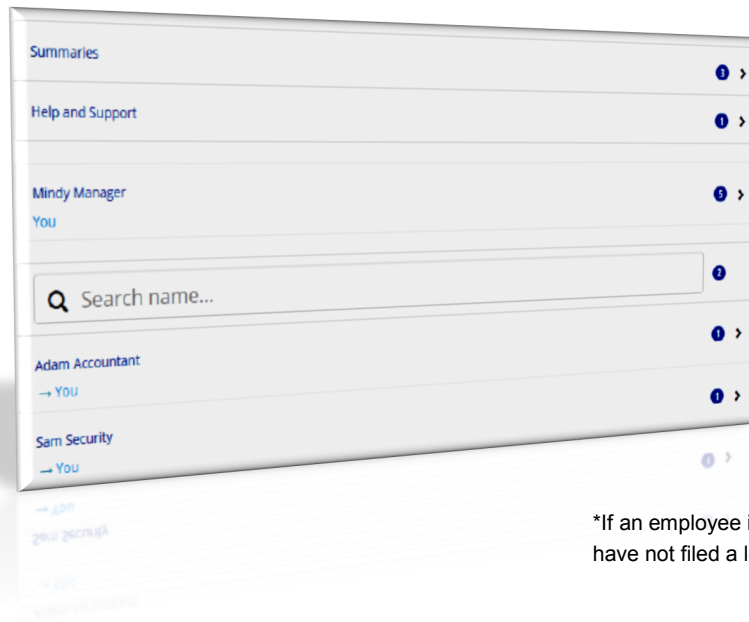 Summaries
3 >
Help and Support
1 >
Mindy Manager
5 >
You
Search name...
2
Adam Accountant
1 >
→ You
Sam Security
1 >
→ You
*If an employee i
have not filed a l